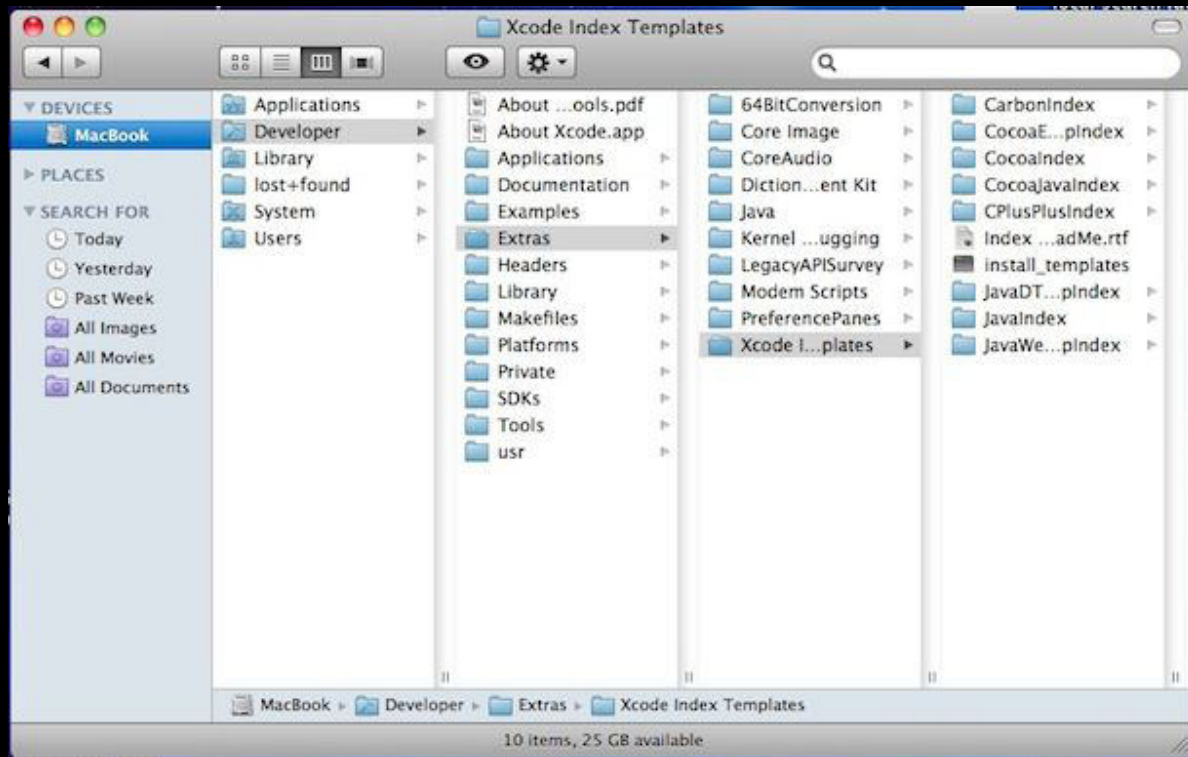 Xcode Index Templates
DEVICES
MacBook
PLACES
SEARCH FOR
Today
Yesterday
Past Week
All Images
All Movies
All Documents
Applications
Developer
Library
lost+found
System
Users
About ...ools.pdf
About Xcode.app
Applications
Documentation
Examples
Extras
Headers
Library
Makefiles
Platforms
Private
SDKs
Tools
usr
64BitConversion
Core Image
CoreAudio
Diction...ent Kit
Java
Kernel ...ugging
LegacyAPISurvey
Modem Scripts
PreferencePanes
Xcode I...plates
CarbonIndex
CocoaE...pIndex
CocoaIndex
CocoaJavaIndex
CPlusPlusIndex
Index ...adMe.rtf
install_templates
JavaDT...pIndex
JavaIndex
JavaWe...pIndex
MacBook Developer Extras Xcode Index Templates
10 items, 25 GB available